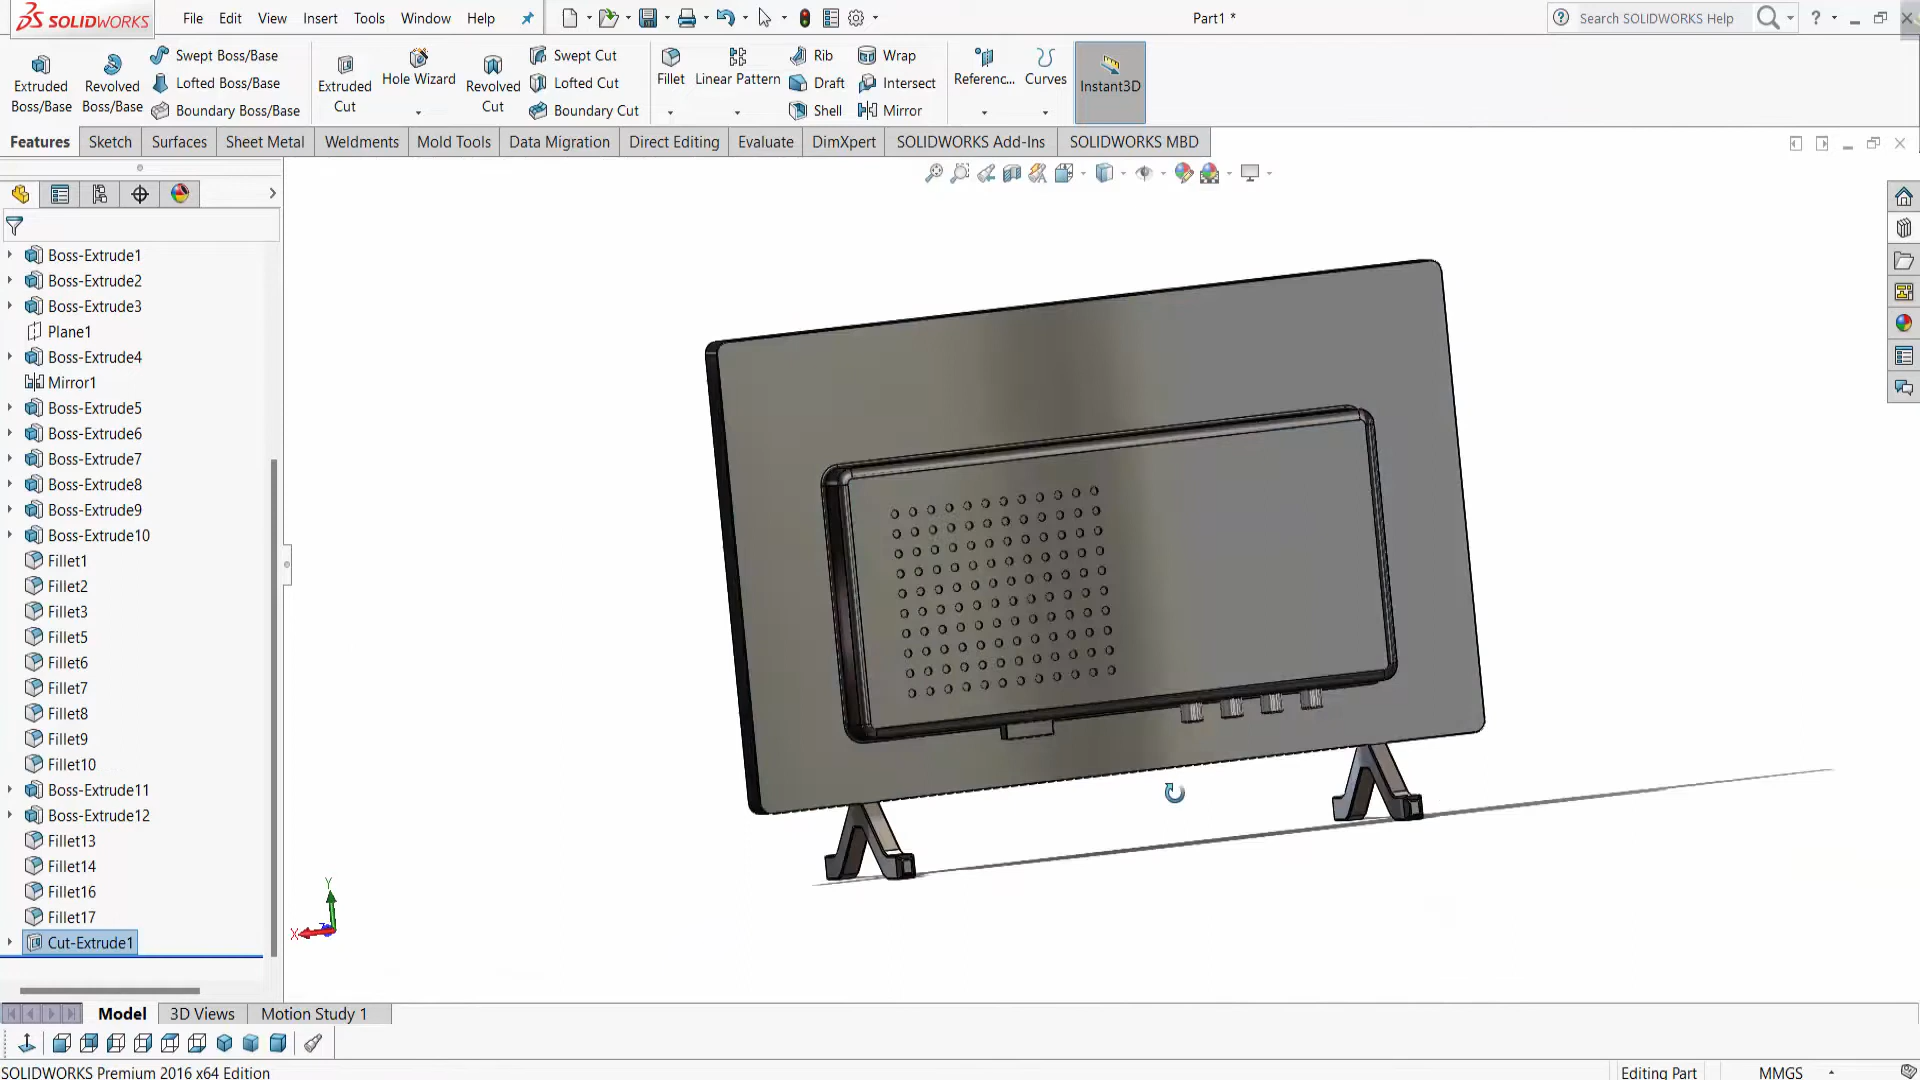 SOLIDWORKS
File Edit View Insert Tools Window Help
Part1 *
Search SOLIDWORKS Help
Extruded Boss/Base
Revolved Boss/Base
Swept Boss/Base
Lofted Boss/Base
Boundary Boss/Base
Extruded Cut
Hole Wizard
Revolved Cut
Swept Cut
Lofted Cut
Boundary Cut
Fillet
Linear Pattern
Rib
Draft
Shell
Wrap
Intersect
Mirror
Referenc...
Curves
Instant3D
Features Sketch Surfaces Sheet Metal Weldments Mold Tools Data Migration Direct Editing Evaluate DimXpert SOLIDWORKS Add-Ins SOLIDWORKS MBD
Boss-Extrude1
Boss-Extrude2
Boss-Extrude3
Plane1
Boss-Extrude4
Mirror1
Boss-Extrude5
Boss-Extrude6
Boss-Extrude7
Boss-Extrude8
Boss-Extrude9
Boss-Extrude10
Fillet1
Fillet2
Fillet3
Fillet5
Fillet6
Fillet7
Fillet8
Fillet9
Fillet10
Boss-Extrude11
Boss-Extrude12
Fillet13
Fillet14
Fillet16
Fillet17
Cut-Extrude1
Y
X
Model 3D Views Motion Study 1
SOLIDWORKS Premium 2016 x64 Edition
Editing Part
MMGS